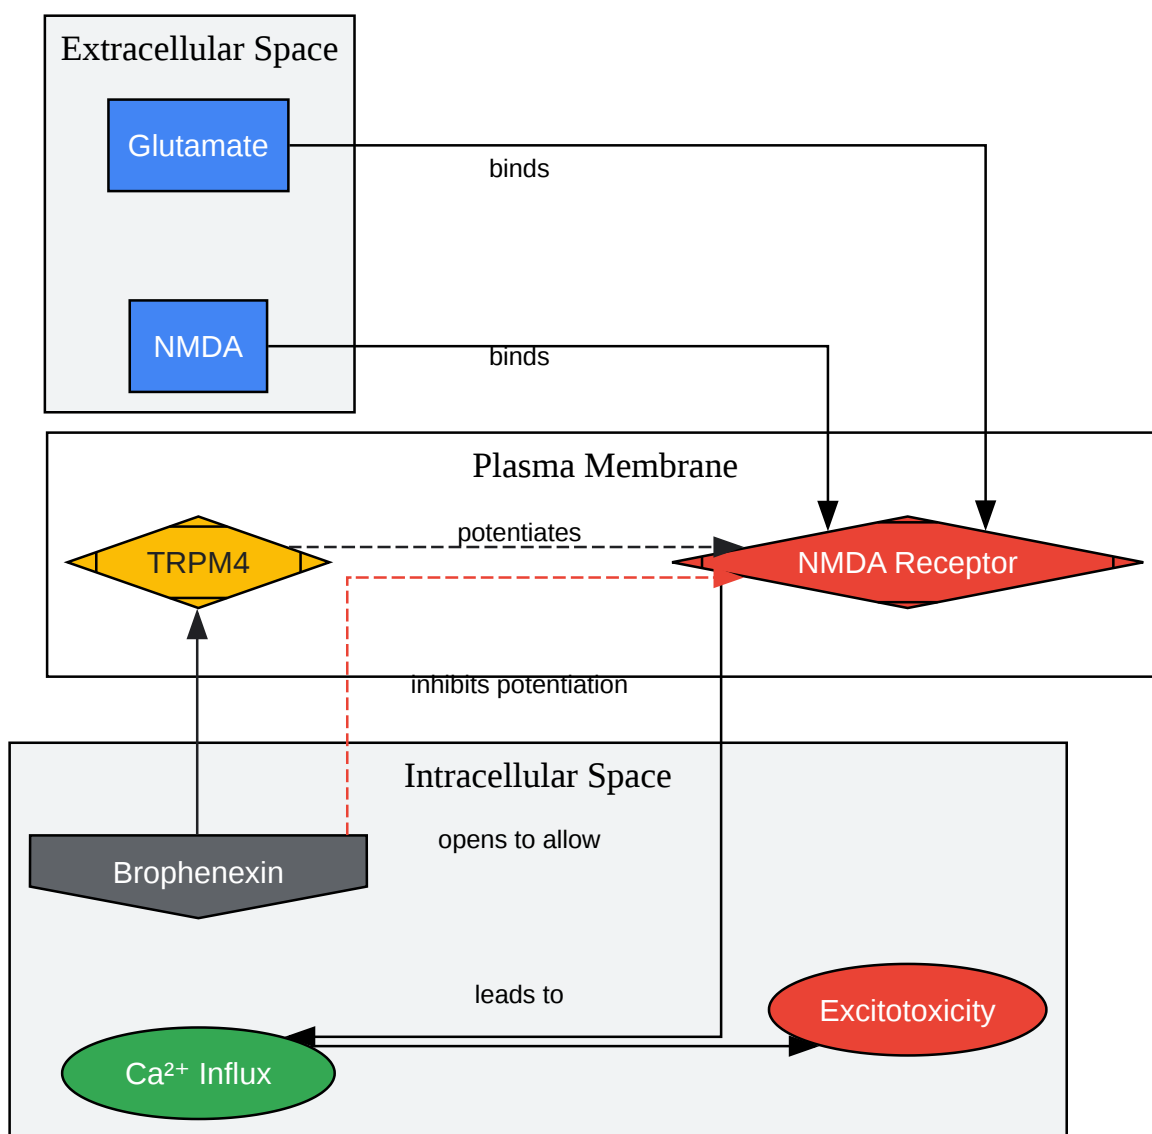 Extracellular Space
Glutamate
binds
NMDA
binds
Plasma Membrane
potentiates
TRPM4
NMDA Receptor
inhibits potentiation
Intracellular Space
opens to allow
Brophenexin
leads to
Excitotoxicity
Ca²⁺ Influx